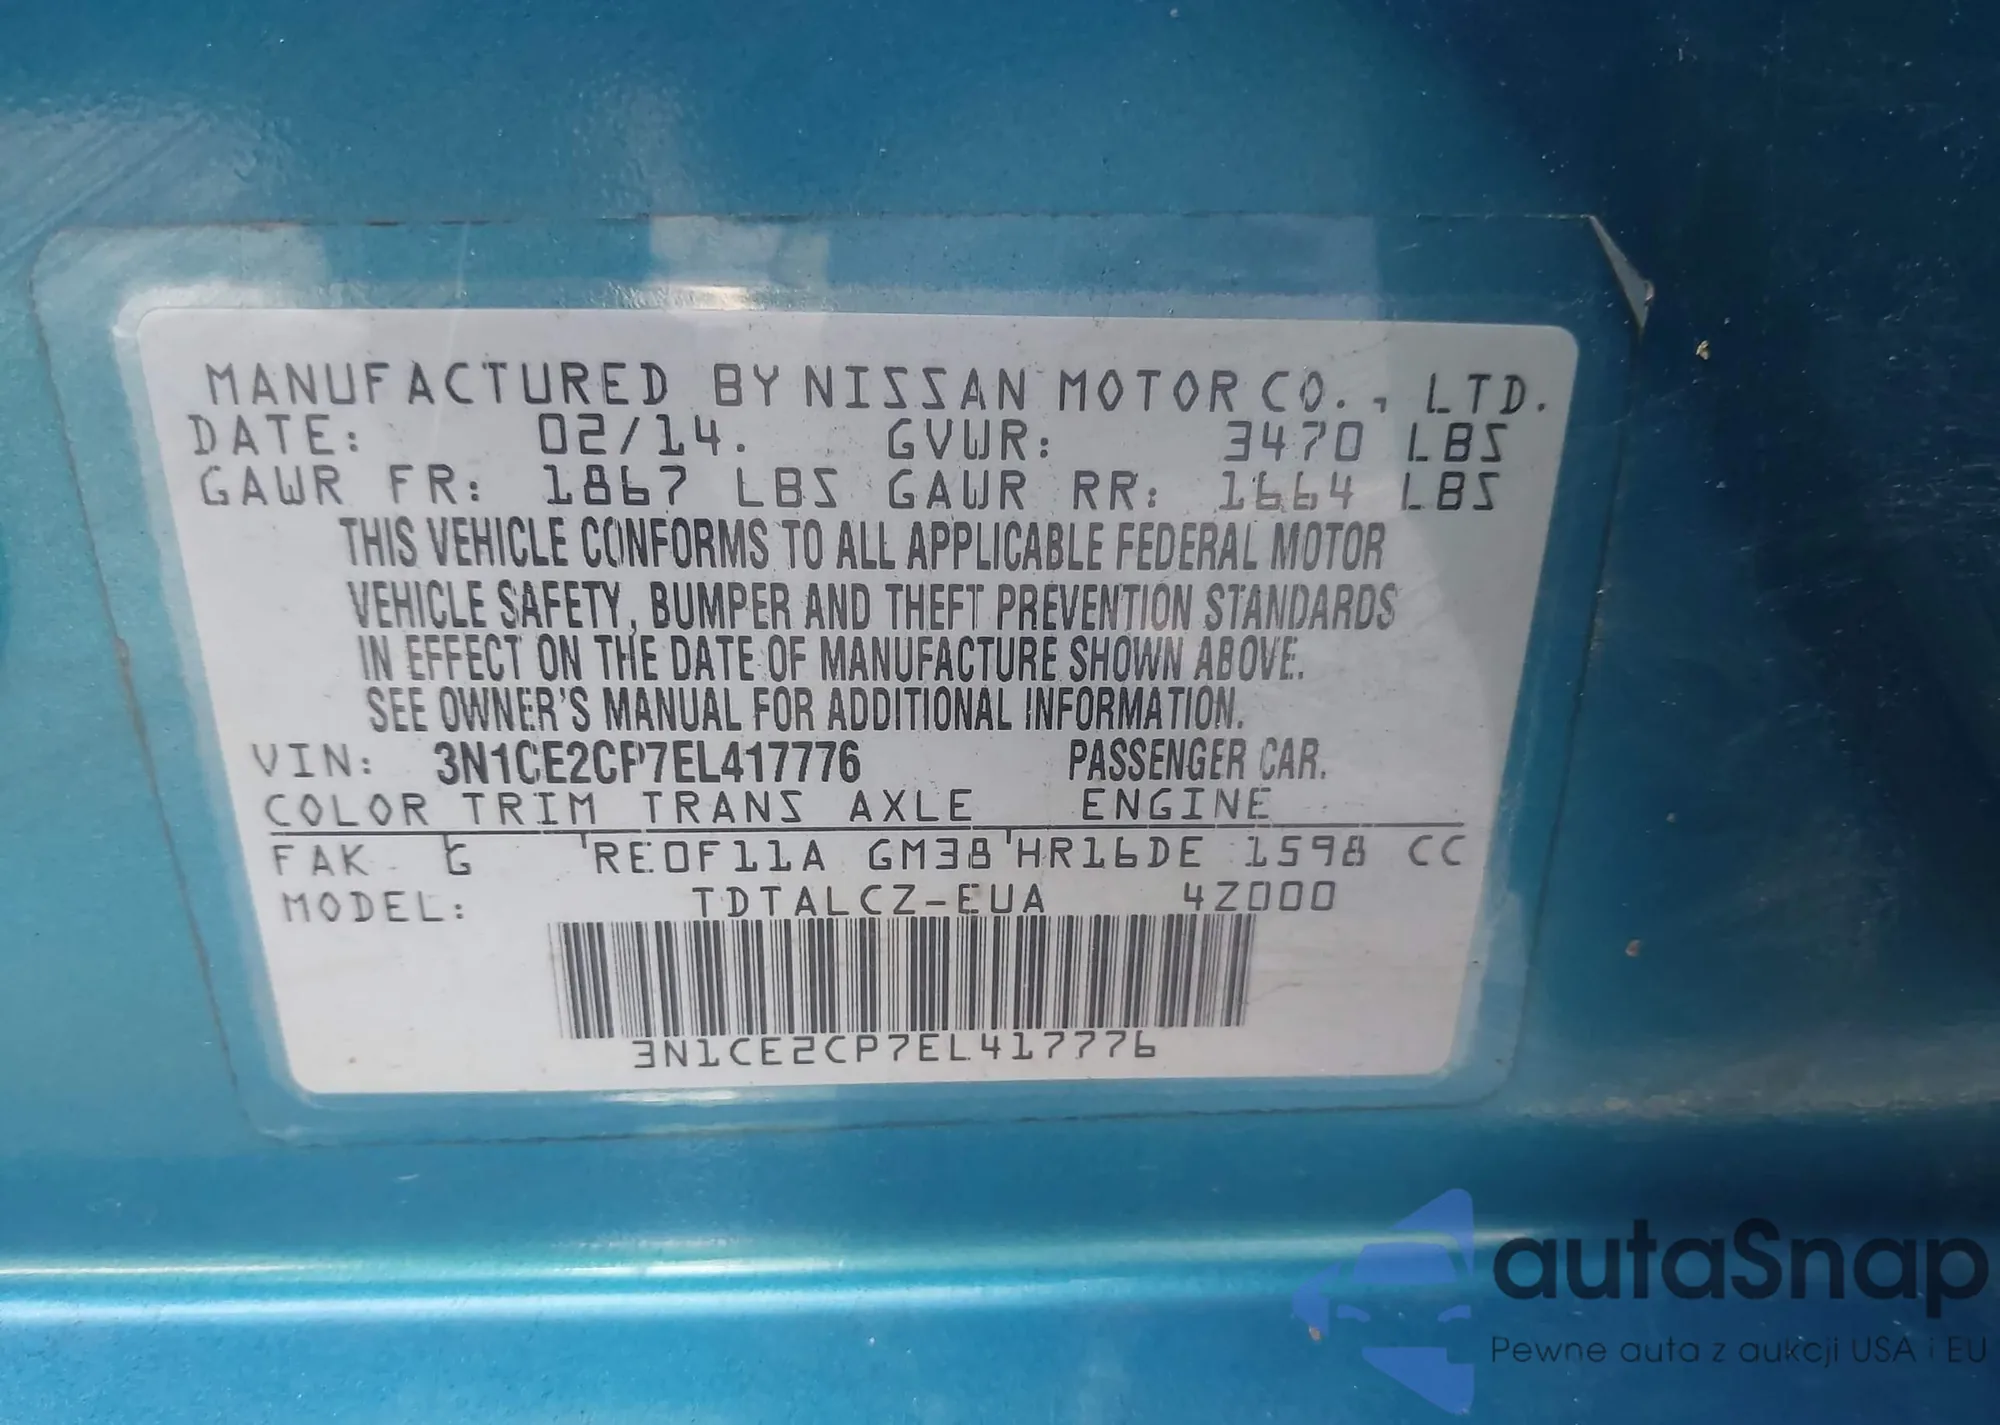 MANUFACTURED BY NISSAN MOTOR CO., LTD.
DATE: 02/14. GVWR: 3470 LBS
GAWR FR: 1867 LBS GAWR RR: 1664 LBS
THIS VEHICLE CONFORMS TO ALL APPLICABLE FEDERAL MOTOR
VEHICLE SAFETY, BUMPER AND THEFT PREVENTION STANDARDS
IN EFFECT ON THE DATE OF MANUFACTURE SHOWN ABOVE.
SEE OWNER'S MANUAL FOR ADDITIONAL INFORMATION.
VIN: 3N1CE2CP7EL417776 PASSENGER CAR.
COLOR TRIM TRANS AXLE ENGINE
FAK G RE0F11A GM38 HR16DE 1598 CC
MODEL: TDTALCZ-EUA 4Z000
3N1CE2CP7EL417776
autaSnap
Pewne auta z aukcji USA i EU